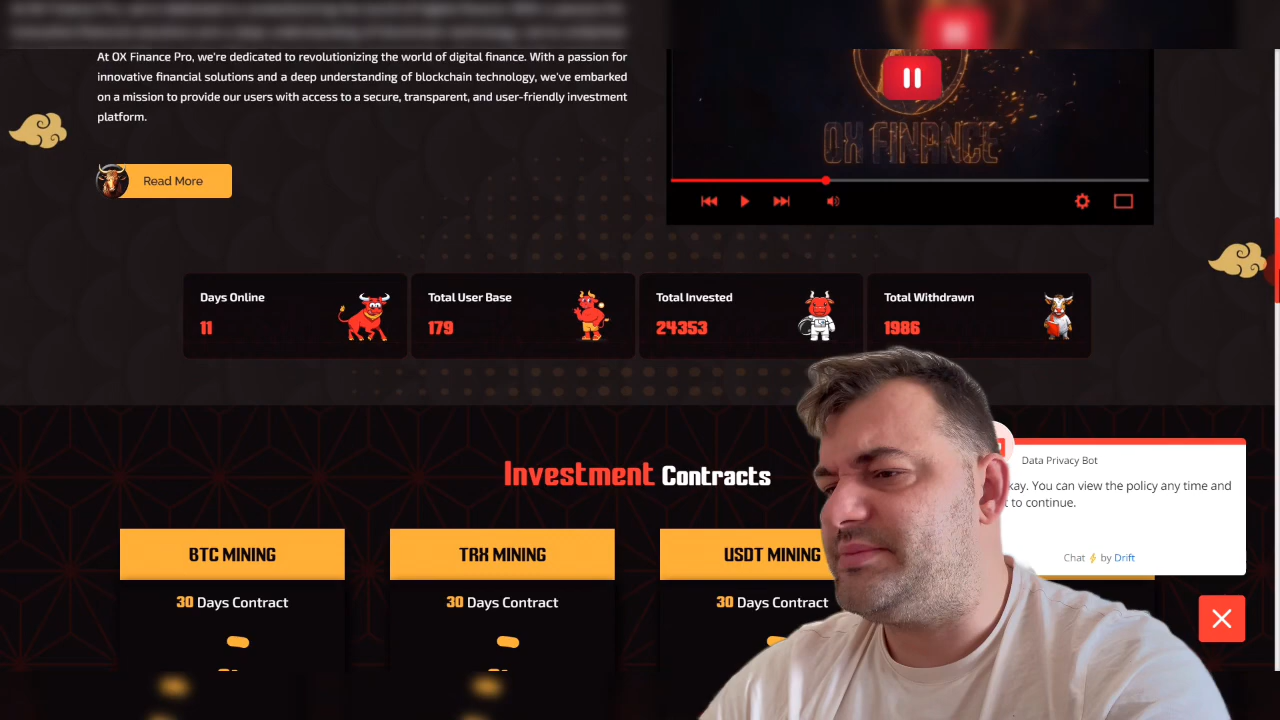 At OX Finance Pro, we're dedicated to revolutionizing the world of digital finance. With a passion for
innovative financial solutions and a deep understanding of blockchain technology, we've embarked
on a mission to provide our users with access to a secure, transparent, and user-friendly investment
platform.
Read More
OX FINANCE
Days Online
11
Total User Base
179
Total Invested
24353
Total Withdrawn
1986
Investment Contracts
BTC MINING
30 Days Contract
TRX MINING
30 Days Contract
USDT MINING
30 Days Contract
Data Privacy Bot
You can view the policy any time and
to continue.
Chat ⚡ by Drift